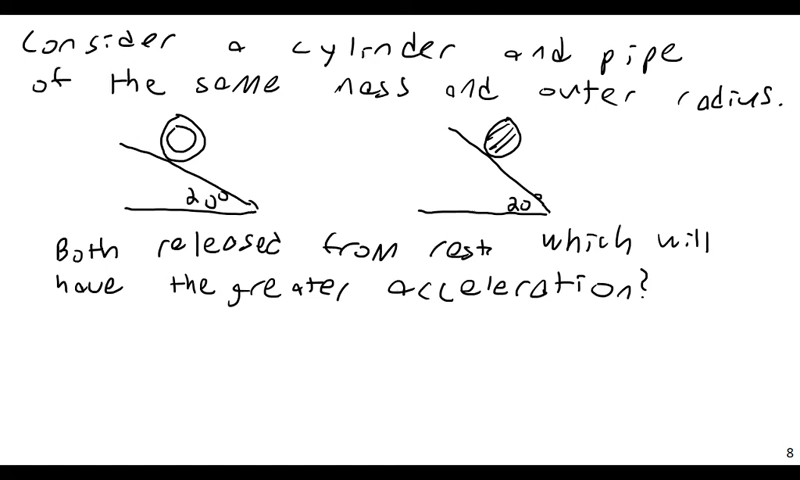 Consider a cylinder and pipe
of the same mass and outer radius.
20°
20°
Both released from rest which will
have the greater acceleration?
8